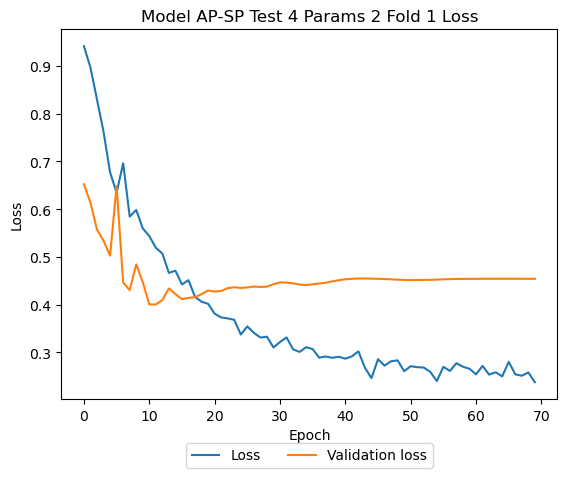 Model AP-SP Test 4 Params 2 Fold 1 Loss
0.9
0.8
0.7
0.6
0.5
0.4
0.3
Loss
0 10 20 30 40 50 60 70
Epoch
Loss Validation loss